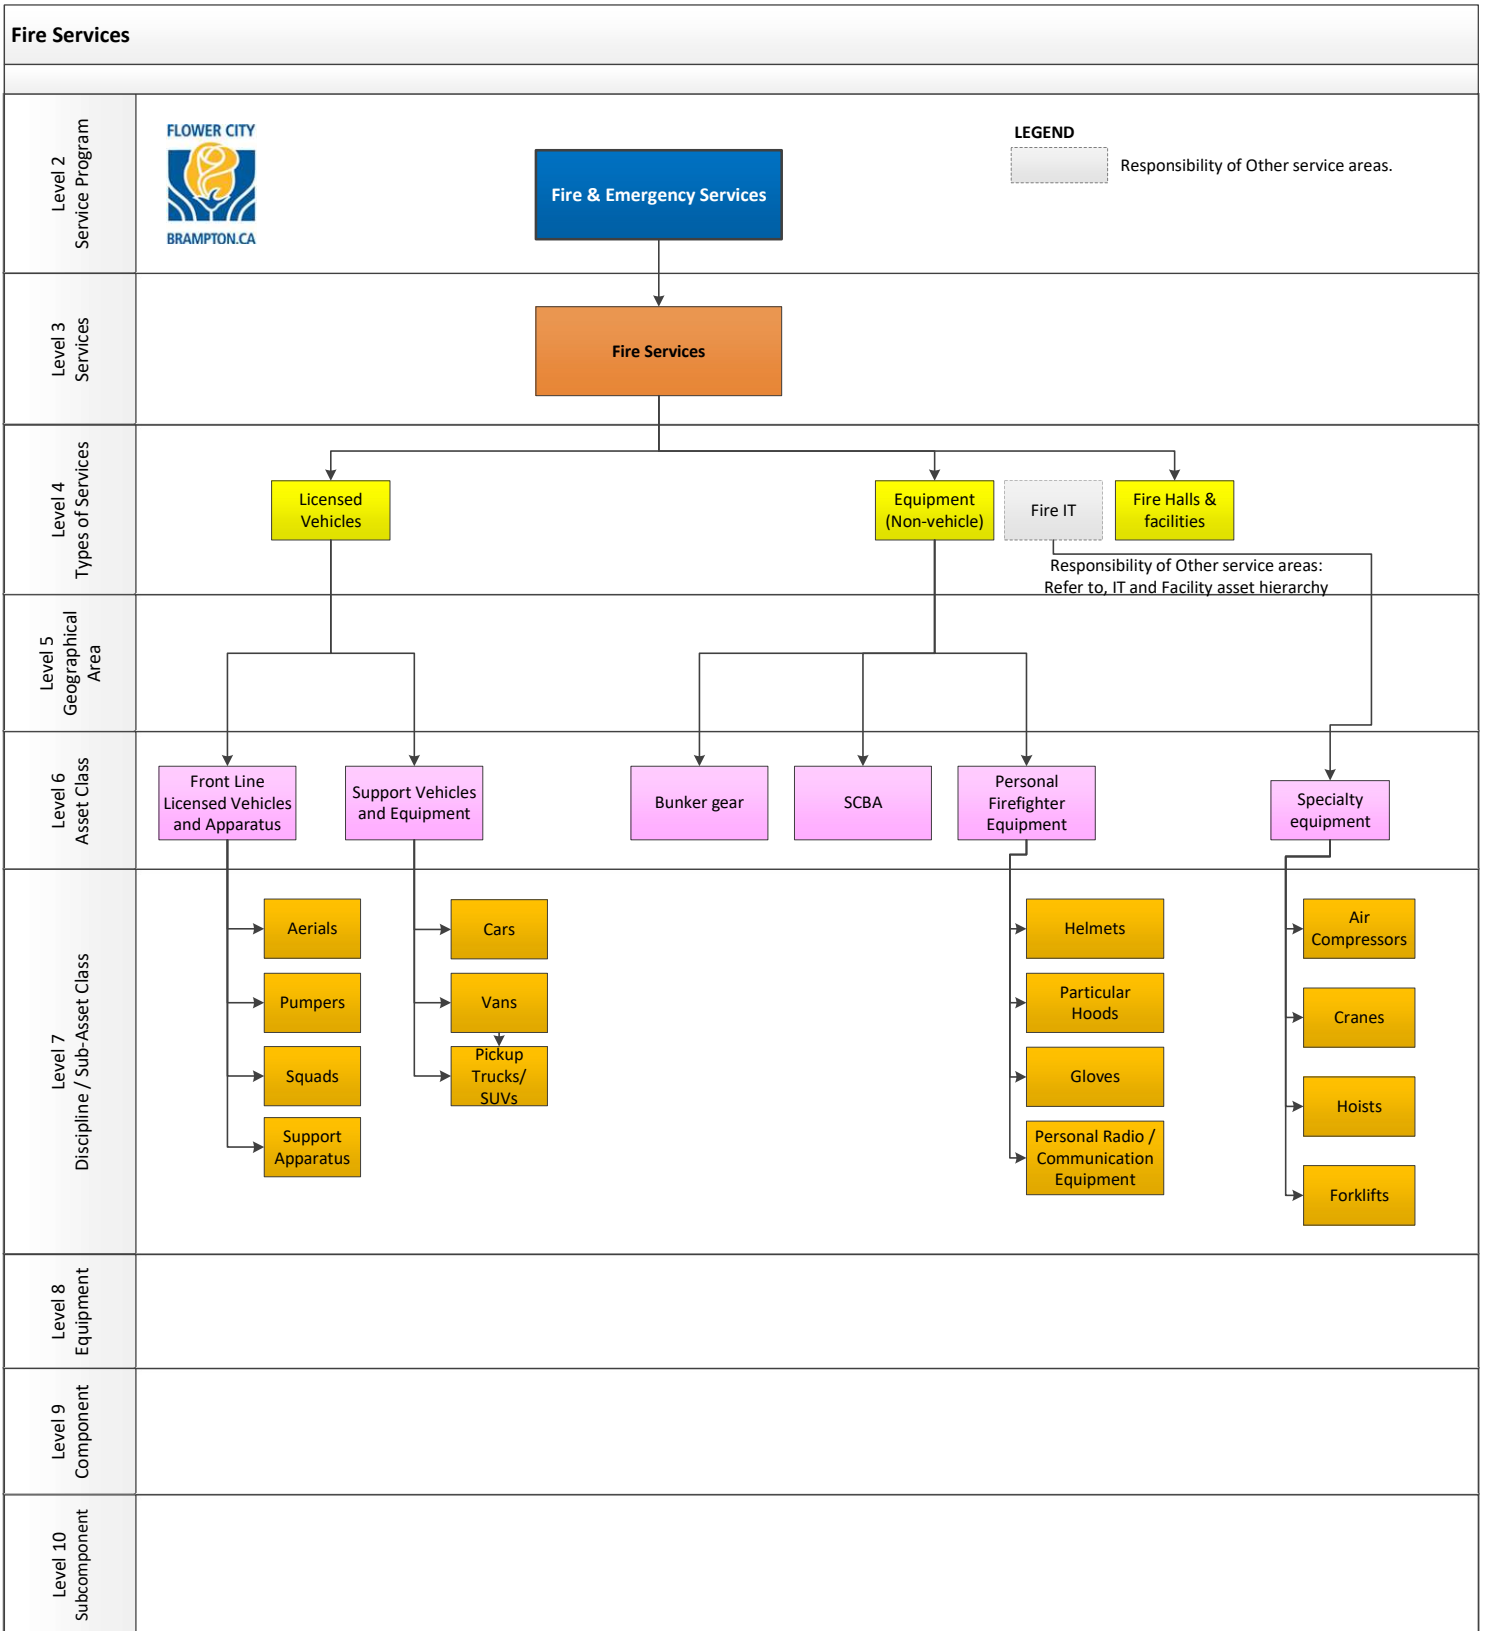 Fire Services
Level 2
Service Program
FLOWER CITY
BRAMPTON.CA
Fire & Emergency Services
LEGEND
Responsibility of Other service areas.
Level 3
Services
Fire Services
Level 4
Types of Services
Licensed
Vehicles
Equipment
(Non-vehicle)
Fire IT
Fire Halls &
facilities
Responsibility of Other service areas:
Refer to, IT and Facility asset hierarchy
Level 5
Geographical
Area
Level 6
Asset Class
Front Line
Licensed Vehicles
and Apparatus
Support Vehicles
and Equipment
Bunker gear
SCBA
Personal
Firefighter
Equipment
Specialty
equipment
Level 7
Discipline / Sub-Asset Class
Aerials
Pumpers
Squads
Support
Apparatus
Cars
Vans
Pickup
Trucks/
SUVs
Helmets
Particular
Hoods
Gloves
Personal Radio /
Communication
Equipment
Air
Compressors
Cranes
Hoists
Forklifts
Level 8
Equipment
Level 9
Component
Level 10
Subcomponent